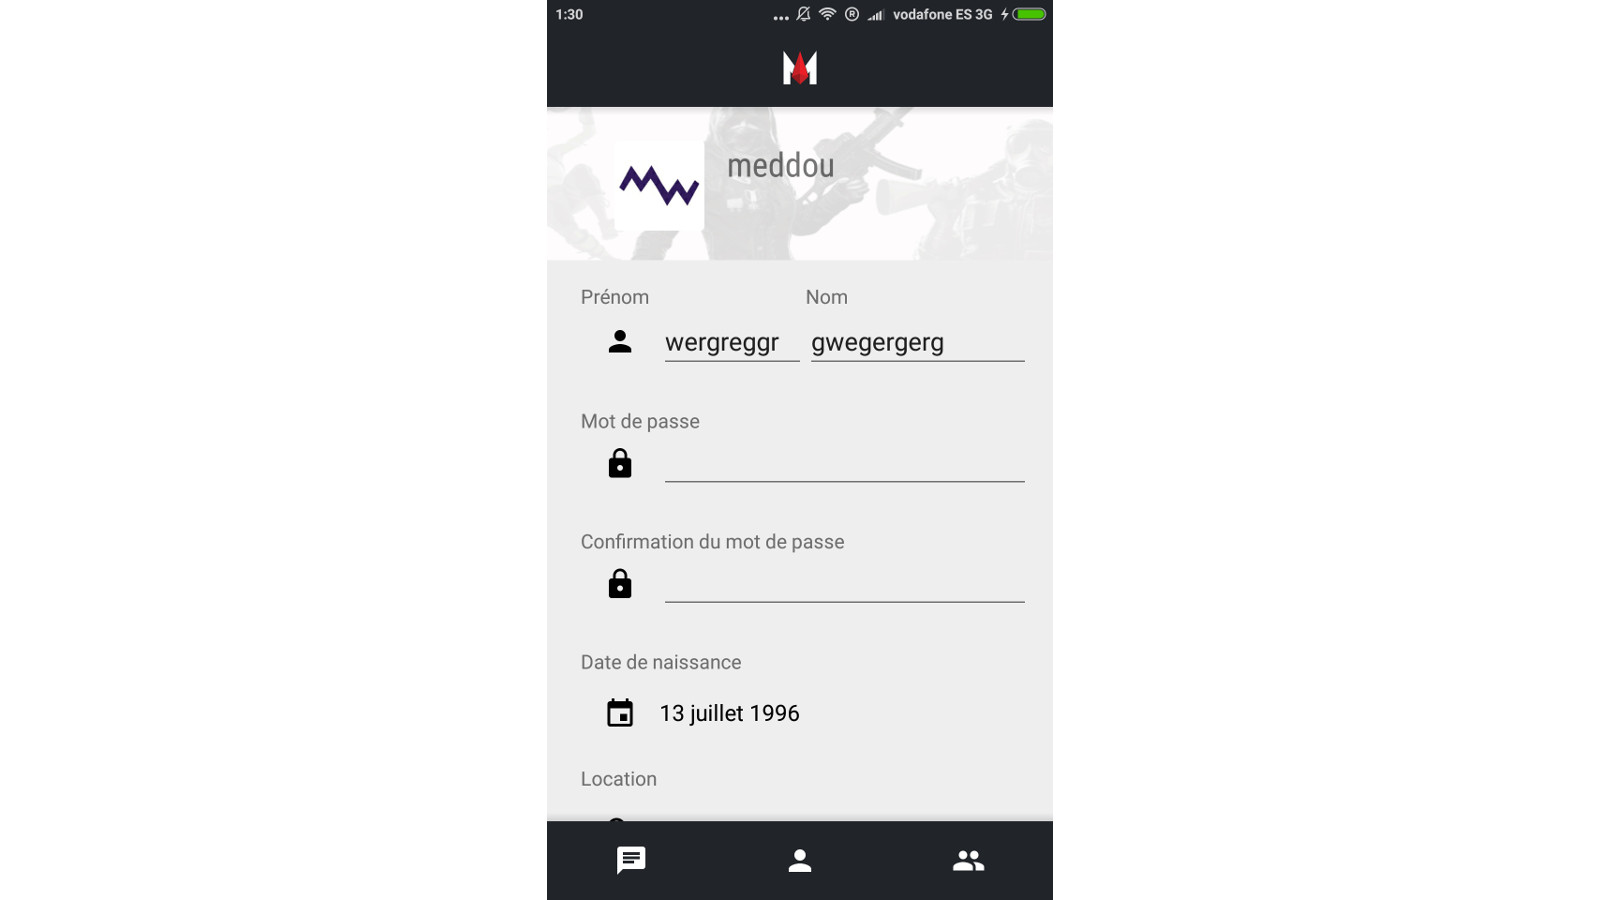 1:30 ... R vodafone ES 3G
M
meddou
Prénom Nom
wergreggr gwegergerg
Mot de passe
Confirmation du mot de passe
Date de naissance
13 juillet 1996
Location